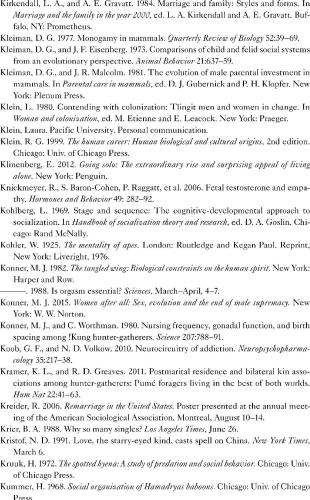 Kirkendall, L. A., and A. E. Gravatt. 1984. Marriage and family: Styles and forms. In
Marriage and the family in the year 2000, ed. L. A. Kirkendall and A. E. Gravatt. Buf-
falo, NY: Prometheus.
Kleiman, D. G. 1977. Monogamy in mammals. Quarterly Review of Biology 52:39–69.
Kleiman, D. G., and J. F. Eisenberg. 1973. Comparisons of child and felid social systems
from an evolutionary perspective. Animal Behavior 21:637–59.
Kleiman, D. G., and J. R. Malcolm. 1981. The evolution of male parental investment in
mammals. In Parental care in mammals, ed. D. J. Gubernick and P. H. Klopfer. New
York: Plenum Press.
Klein, L. 1980. Contending with colonization: Tlingit men and women in change. In
Woman and colonisation, ed. M. Etienne and E. Leacock. New York: Praeger.
Klein, Laura. Pacific University. Personal communication.
Klein, R. G. 1999. The human career: Human biological and cultural origins, 2nd edition.
Chicago: Univ. of Chicago Press.
Klinenberg, E. 2012. Going solo: The extraordinary rise and surprising appeal of living
alone. New York: Penguin.
Knickmeyer, R., S. Baron-Cohen, P. Raggatt, et al. 2006. Fetal testosterone and empa-
thy. Hormones and Behavior 49: 282–92.
Kohlberg, L. 1969. Stage and sequence: The cognitive-developmental approach to
socialization. In Handbook of socialization theory and research, ed. D. A. Goslin. Chi-
cago: Rand McNally.
Kohler, W. 1925. The mentality of apes. London: Routledge and Kegan Paul. Reprint,
New York: Liveright, 1976.
Konner, M. J. 1982. The tangled wing: Biological constraints on the human spirit. New York:
Harper and Row.
———. 1988. Is orgasm essential? Sciences, March–April, 4–7.
Konner, M. J. 2015. Women after all: Sex, evolution and the end of male supremacy. New
York: W. W. Norton.
Konner, M. J., and C. Worthman. 1980. Nursing frequency, gonadal function, and birth
spacing among !Kung hunter-gatherers. Science 207:788–91.
Koob, G. F., and N. D. Volkow. 2010. Neurocircuitry of addiction. Neuropsychopharma-
cology 35:217–38.
Kramer, K. L., and R. D. Greaves. 2011. Postmarital residence and bilateral kin asso-
ciations among hunter-gatherers: Pumé foragers living in the best of both worlds.
Hum Nat 22:41–63.
Kreider, R. 2006. Remarriage in the United States. Poster presented at the annual meet-
ing of the American Sociological Association, Montreal, August 10–14.
Krier, B. A. 1988. Why so many singles? Los Angeles Times, June 26.
Kristof, N. D. 1991. Love, the starry-eyed kind, casts spell on China. New York Times,
March 6.
Kruuk, H. 1972. The spotted hyena: A study of predation and social behavior. Chicago: Univ.
of Chicago Press.
Kummer, H. 1968. Social organization of Hamadryas baboons. Chicago: Univ. of Chicago
Press.